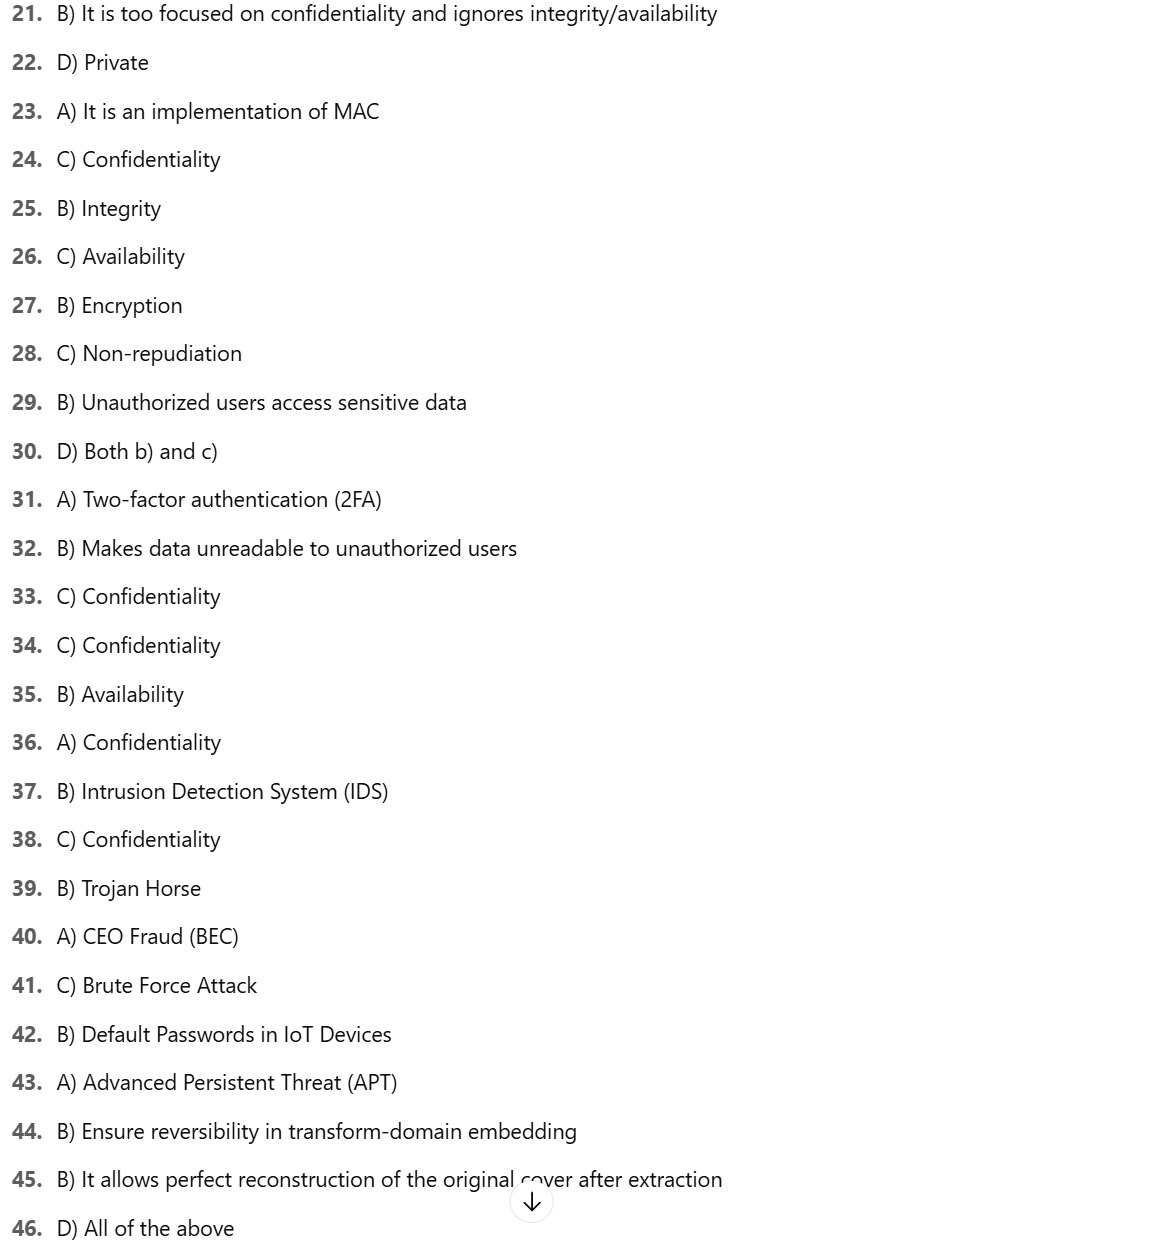 21. B) It is too focused on confidentiality and ignores integrity/availability
22. D) Private
23. A) It is an implementation of MAC
24. C) Confidentiality
25. B) Integrity
26. C) Availability
27. B) Encryption
28. C) Non-repudiation
29. B) Unauthorized users access sensitive data
30. D) Both b) and c)
31. A) Two-factor authentication (2FA)
32. B) Makes data unreadable to unauthorized users
33. C) Confidentiality
34. C) Confidentiality
35. B) Availability
36. A) Confidentiality
37. B) Intrusion Detection System (IDS)
38. C) Confidentiality
39. B) Trojan Horse
40. A) CEO Fraud (BEC)
41. C) Brute Force Attack
42. B) Default Passwords in IoT Devices
43. A) Advanced Persistent Threat (APT)
44. B) Ensure reversibility in transform-domain embedding
45. B) It allows perfect reconstruction of the original cover after extraction
46. D) All of the above